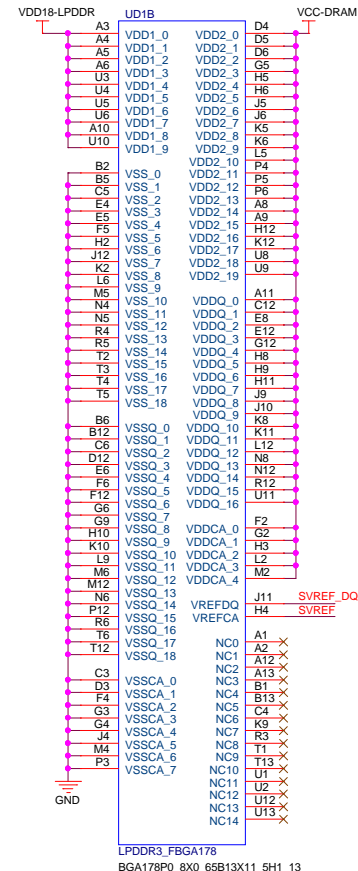 VDD18-LPDDR
UD1B
VCC-DRAM
A3 VDD1_0
A4 VDD1_1
A5 VDD1_2
A6 VDD1_3
U3 VDD1_4
U4 VDD1_5
U5 VDD1_6
U6 VDD1_7
A10 VDD1_8
U10 VDD1_9
B2 VSS_0
B5 VSS_1
C5 VSS_2
E4 VSS_3
E5 VSS_4
F5 VSS_5
H2 VSS_6
J12 VSS_7
K2 VSS_8
L6 VSS_9
M5 VSS_10
N4 VSS_11
N5 VSS_12
R4 VSS_13
R5 VSS_14
T2 VSS_15
T3 VSS_16
T4 VSS_17
T5 VSS_18
B6 VSSQ_0
B12 VSSQ_1
C6 VSSQ_2
D12 VSSQ_3
E6 VSSQ_4
F6 VSSQ_5
F12 VSSQ_6
G6 VSSQ_7
G9 VSSQ_8
H10 VSSQ_9
K10 VSSQ_10
L9 VSSQ_11
M6 VSSQ_12
M12 VSSQ_13
N6 VSSQ_14
P12 VSSQ_15
R6 VSSQ_16
T6 VSSQ_17
T12 VSSQ_18
C3 VSSCA_0
D3 VSSCA_1
F4 VSSCA_2
G3 VSSCA_3
G4 VSSCA_4
J4 VSSCA_5
M4 VSSCA_6
P3 VSSCA_7
GND
VDD2_0 D4
VDD2_1 D5
VDD2_2 D6
VDD2_3 G5
VDD2_4 H5
VDD2_5 H6
VDD2_6 J5
VDD2_7 J6
VDD2_8 K5
VDD2_9 K6
VDD2_10 L5
VDD2_11 P4
VDD2_12 P5
VDD2_13 P6
VDD2_14 A8
VDD2_15 A9
VDD2_16 H12
VDD2_17 K12
VDD2_18 U8
VDD2_19 U9
VDDQ_0 A11
VDDQ_1 C12
VDDQ_2 E8
VDDQ_3 E12
VDDQ_4 G12
VDDQ_5 H8
VDDQ_6 H9
VDDQ_7 H11
VDDQ_8 J9
VDDQ_9 J10
VDDQ_10 K8
VDDQ_11 K11
VDDQ_12 L12
VDDQ_13 N8
VDDQ_14 N12
VDDQ_15 R12
VDDQ_16 U11
VDDCA_0 F2
VDDCA_1 G2
VDDCA_2 H3
VDDCA_3 L2
VDDCA_4 M2
VREFDQ J11 SVREF_DQ
VREFCA H4 SVREF
NC0 A1
NC1 A2
NC2 A12
NC3 A13
NC4 B1
NC5 B13
NC6 C4
NC7 K9
NC8 R3
NC9 T1
NC10 T13
NC11 U1
NC12 U2
NC13 U12
NC14 U13
LPDDR3_FBGA178
BGA178P0_8X0_65B13X11_5H1_13